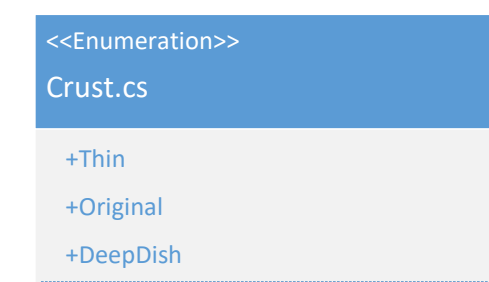 <<Enumeration>>
Crust.cs
+Thin
+Original
+DeepDish